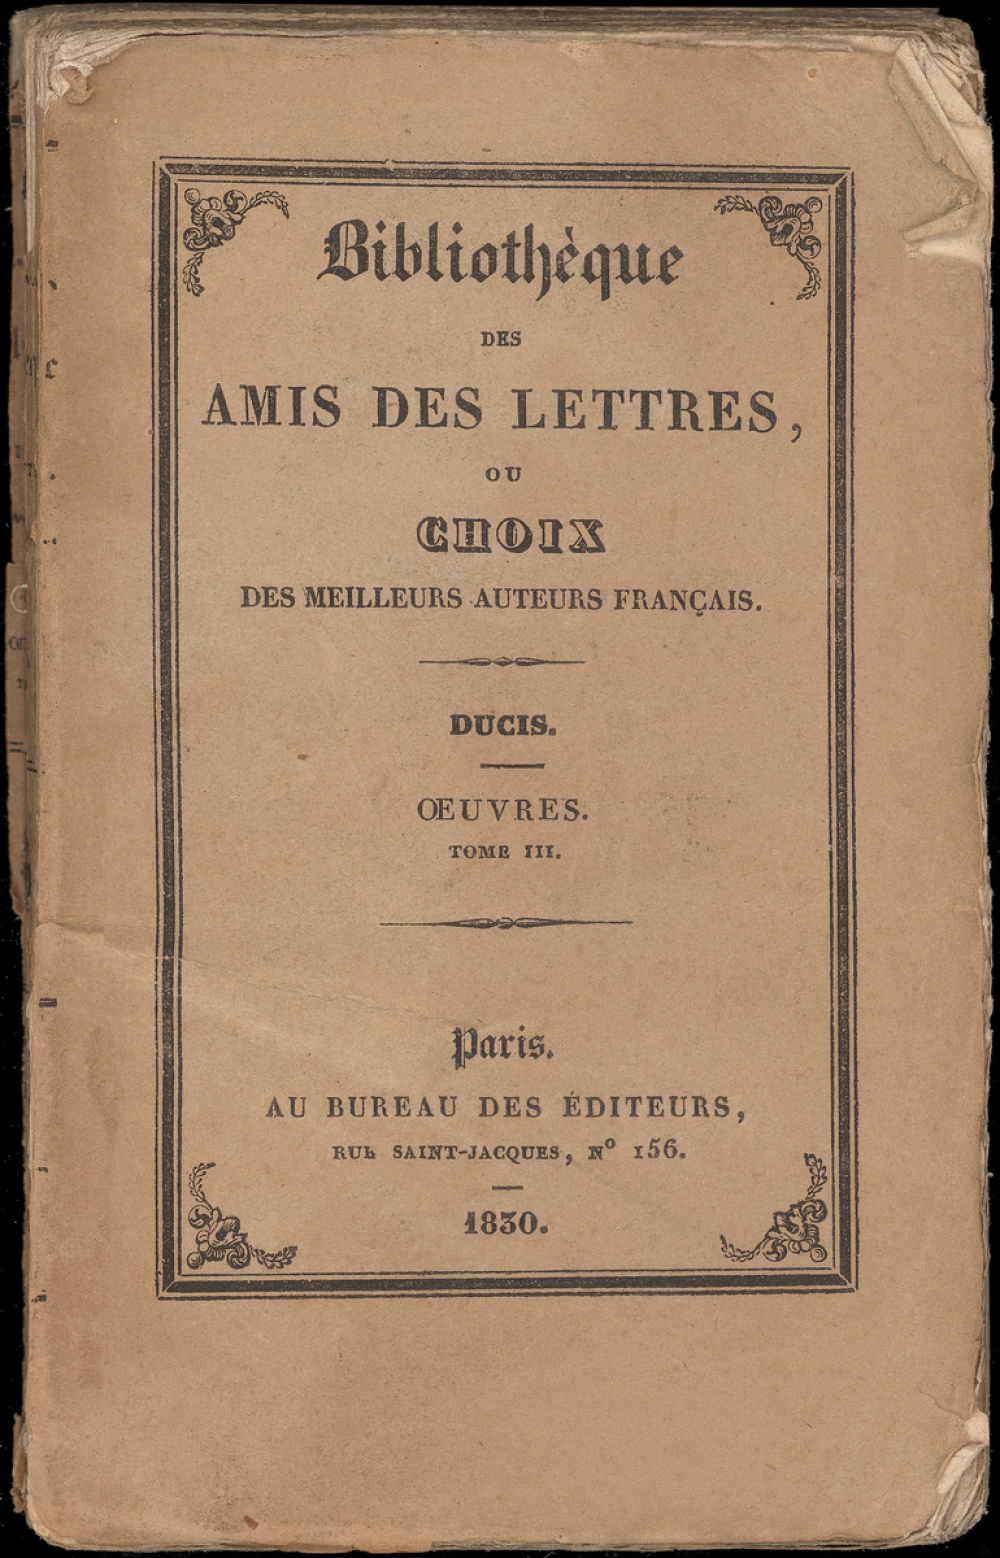 Bibliothèque
DES
AMIS DES LETTRES,
OU
CHOIX
DES MEILLEURS AUTEURS FRANÇAIS.
DUCIS.
ŒUVRES.
TOME III.
Paris.
AU BUREAU DES ÉDITEURS,
RUE SAINT-JACQUES, Nº 156.
1830.